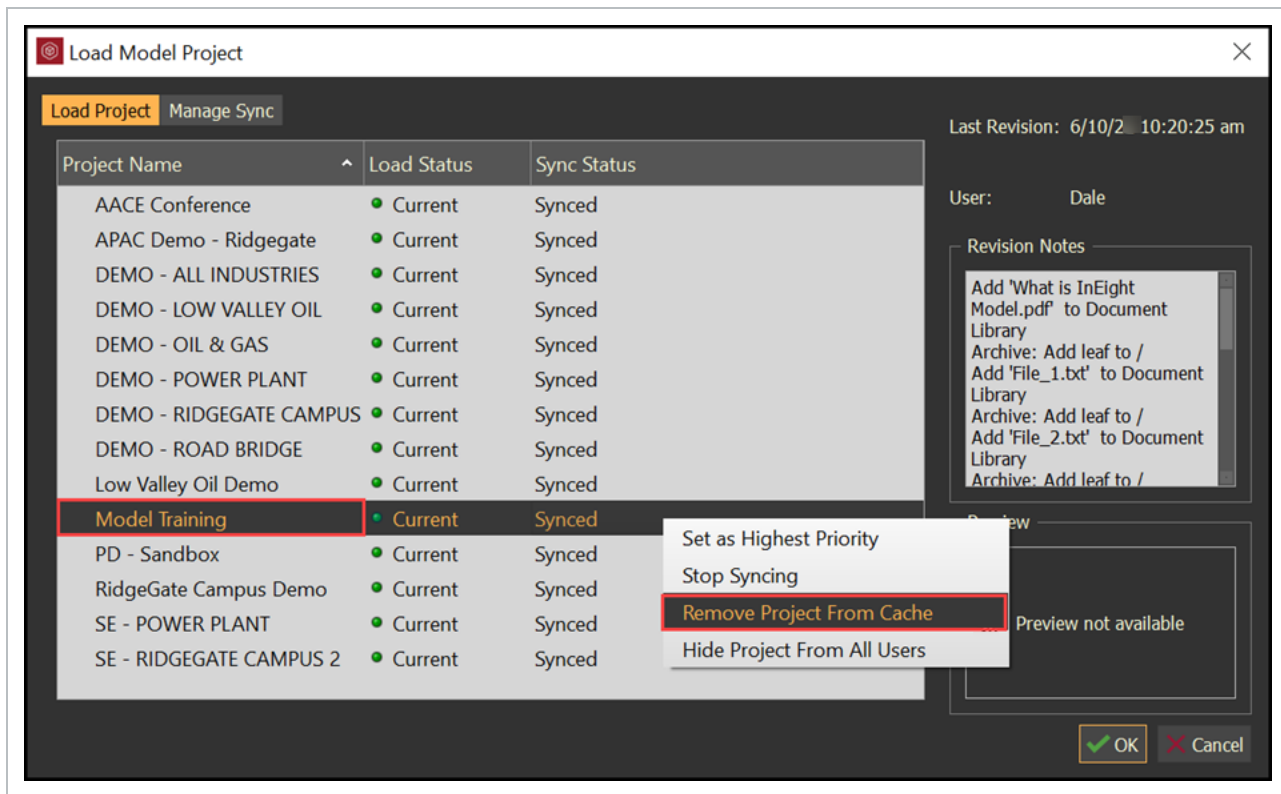 Load Model Project
Load Project Manage Sync
Last Revision: 6/10/2 10:20:25 am
Project Name Load Status Sync Status
User: Dale
AACE Conference Current Synced
APAC Demo - Ridgegate Current Synced
DEMO - ALL INDUSTRIES Current Synced
DEMO - LOW VALLEY OIL Current Synced
DEMO - OIL & GAS Current Synced
DEMO - POWER PLANT Current Synced
DEMO - RIDGEGATE CAMPUS Current Synced
DEMO - ROAD BRIDGE Current Synced
Low Valley Oil Demo Current Synced
Model Training Current Synced
PD - Sandbox Current Synced
RidgeGate Campus Demo Current Synced
SE - POWER PLANT Current Synced
SE - RIDGEGATE CAMPUS 2 Current Synced
Set as Highest Priority
Stop Syncing
Remove Project From Cache
Hide Project From All Users
Revision Notes
Add 'What is InEight
Model.pdf' to Document
Library
Archive: Add leaf to /
Add 'File_1.txt' to Document
Library
Archive: Add leaf to /
Add 'File_2.txt' to Document
Library
Archive: Add leaf to /
Preview not available
OK Cancel